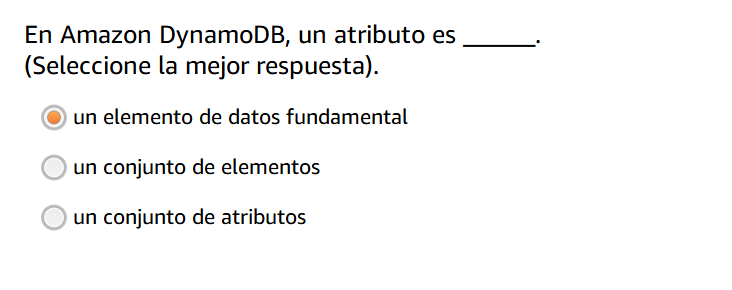 En Amazon DynamoDB, un atributo es ______.
(Seleccione la mejor respuesta).
un elemento de datos fundamental
un conjunto de elementos
un conjunto de atributos